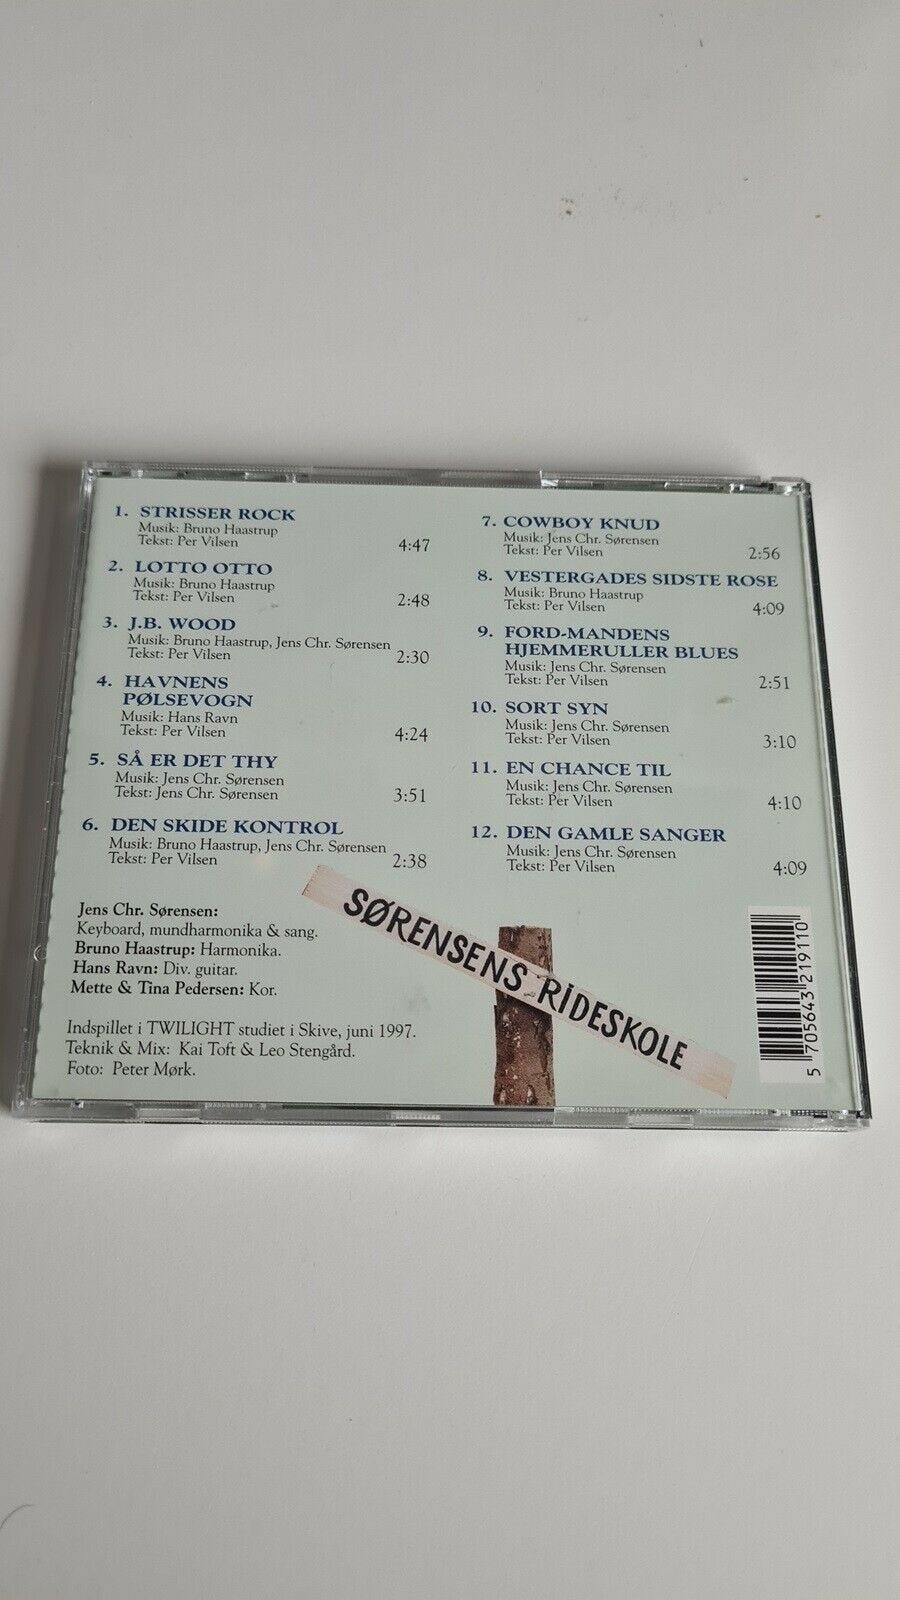 1. STRISSER ROCK
Musik: Bruno Haastrup
Tekst: Per Vilsen 4:47
2. LOTTO OTTO
Musik: Bruno Haastrup
Tekst: Per Vilsen 2:48
3. J.B. WOOD
Musik: Bruno Haastrup, Jens Chr. Sørensen
Tekst: Per Vilsen 2:30
4. HAVNENS
PØLSEVOGN
Musik: Hans Ravn
Tekst: Per Vilsen 4:24
5. SÅ ER DET THY
Musik: Jens Chr. Sørensen
Tekst: Jens Chr. Sørensen 3:51
6. DEN SKIDE KONTROL
Musik: Bruno Haastrup, Jens Chr. Sørensen
Tekst: Per Vilsen 2:38
7. COWBOY KNUD
Musik: Jens Chr. Sørensen
Tekst: Per Vilsen 2:56
8. VESTERGADES SIDSTE ROSE
Musik: Bruno Haastrup
Tekst: Per Vilsen 4:09
9. FORD-MANDENS
HJEMMERULLER BLUES
Musik: Jens Chr. Sørensen
Tekst: Per Vilsen 2:51
10. SORT SYN
Musik: Jens Chr. Sørensen
Tekst: Per Vilsen 3:10
11. EN CHANCE TIL
Musik: Jens Chr. Sørensen
Tekst: Per Vilsen 4:10
12. DEN GAMLE SANGER
Musik: Jens Chr. Sørensen
Tekst: Per Vilsen 4:09
Jens Chr. Sørensen:
Keyboard, mundharmonika & sang.
Bruno Haastrup: Harmonika.
Hans Ravn: Div. guitar.
Mette & Tina Pedersen: Kor.
Indspillet i TWILIGHT studiet i Skive, juni 1997.
Teknik & Mix: Kai Toft & Leo Stengård.
Foto: Peter Mørk.
SØRENSENS RIDESKOLE
5 705643 219110